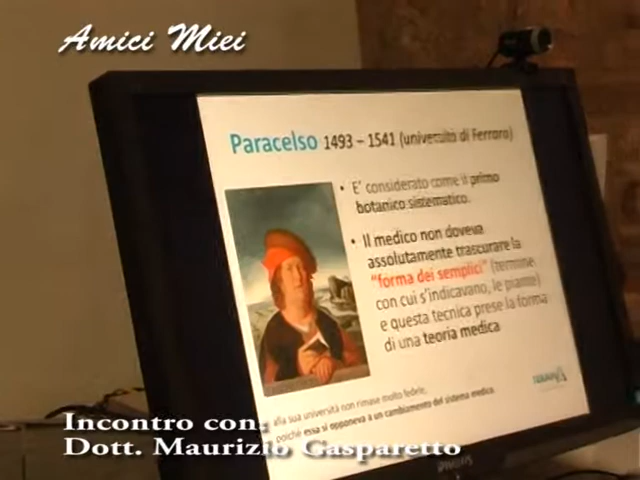 Amici Miei
Paracelso 1493 – 1541 (università di Ferrara)
• E' considerato come il primo
botanico sistematico.
• Il medico non doveva
assolutamente trascurare la
"forma dei semplici" (termine
con cui s'indicavano, le piante)
e questa tecnica prese la forma
di una teoria medica
alla sua università non rimase molto fedele,
poiché essa si opponeva a un cambiamento del sistema medico.
Incontro con:
Dott. Maurizio Gasparetto
PHILIPS